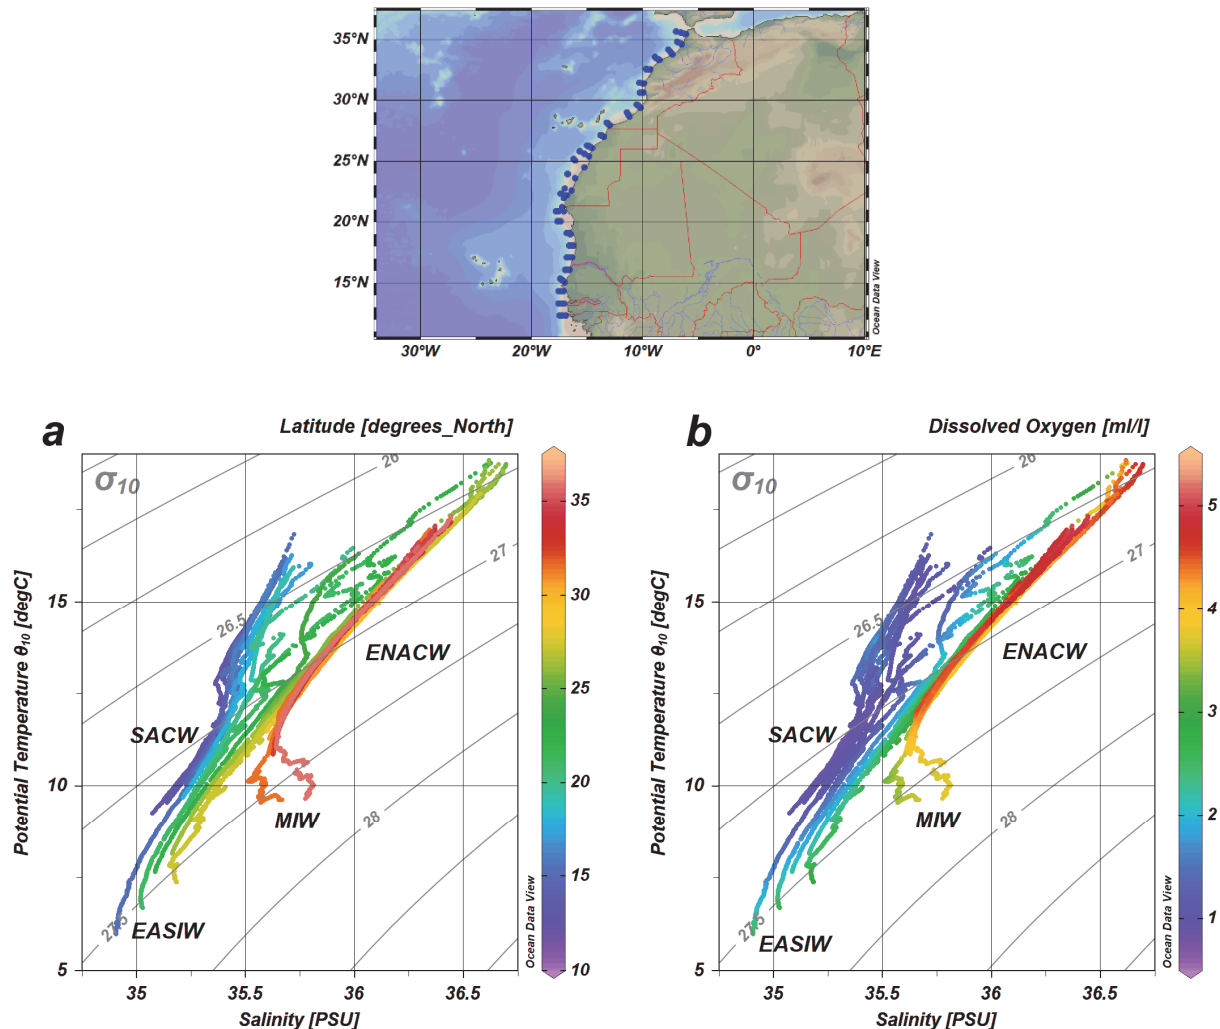 35°N
30°N
25°N
20°N
15°N
30°W
20°W
10°W
0°
10°E
Ocean Data View
a
Latitude [degrees_North]
σ10
26
26.5
27
27.5
28
SACW
ENACW
MIW
EASIW
15
10
5
Potential Temperature θ10 [degC]
35
35.5
36
36.5
Salinity [PSU]
35
30
25
20
15
10
Ocean Data View
b
Dissolved Oxygen [ml/l]
σ10
26
26.5
27
27.5
28
SACW
ENACW
MIW
EASIW
15
10
5
Potential Temperature θ10 [degC]
35
35.5
36
36.5
Salinity [PSU]
5
4
3
2
1
Ocean Data View